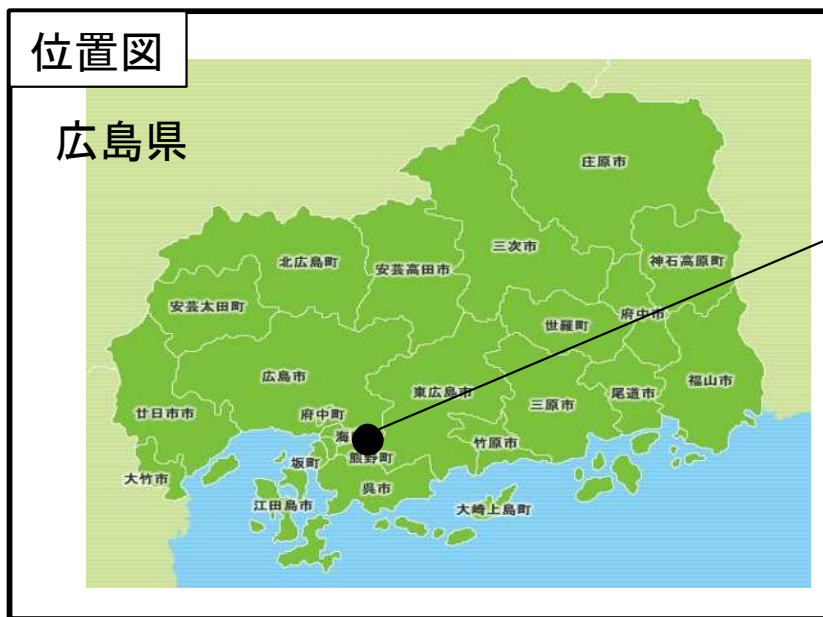 位置図
広島県
庄原市
三次市
神石高原町
北広島町
安芸高田市
安芸太田町
府中市
世羅町
広島市
東広島市
福山市
尾道市
三原市
廿日市市
府中町
海
竹原市
熊野町
坂町
大竹市
呉市
江田島市
大崎上島町